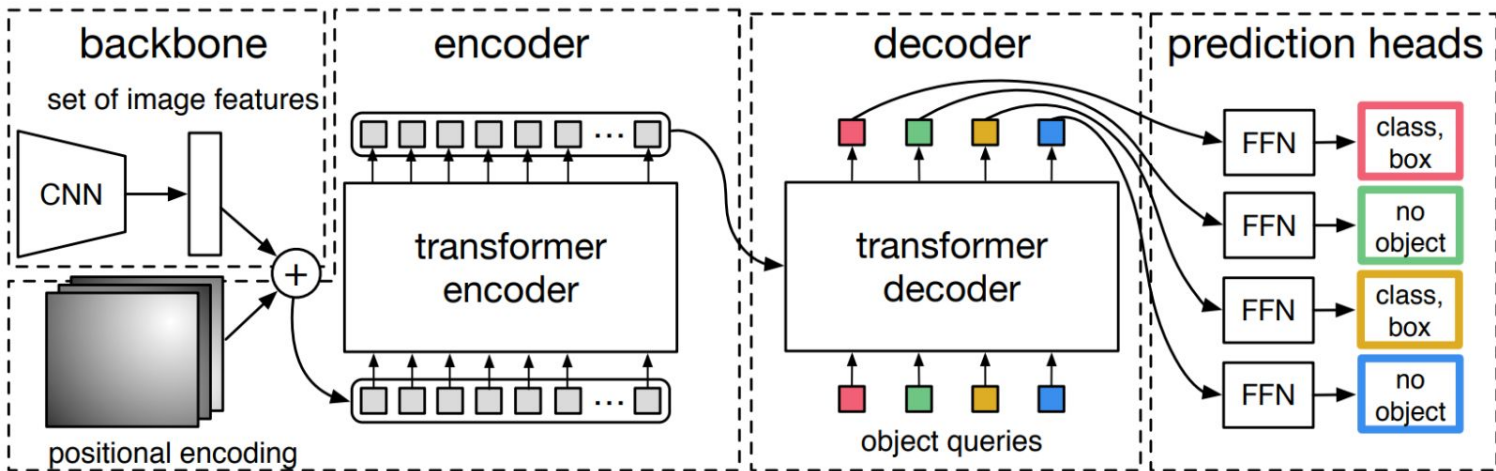 backbone
set of image features
CNN
+
positional encoding
encoder
...
transformer
encoder
...
decoder
transformer
decoder
object queries
prediction heads
FFN
class,
box
FFN
no
object
FFN
class,
box
FFN
no
object